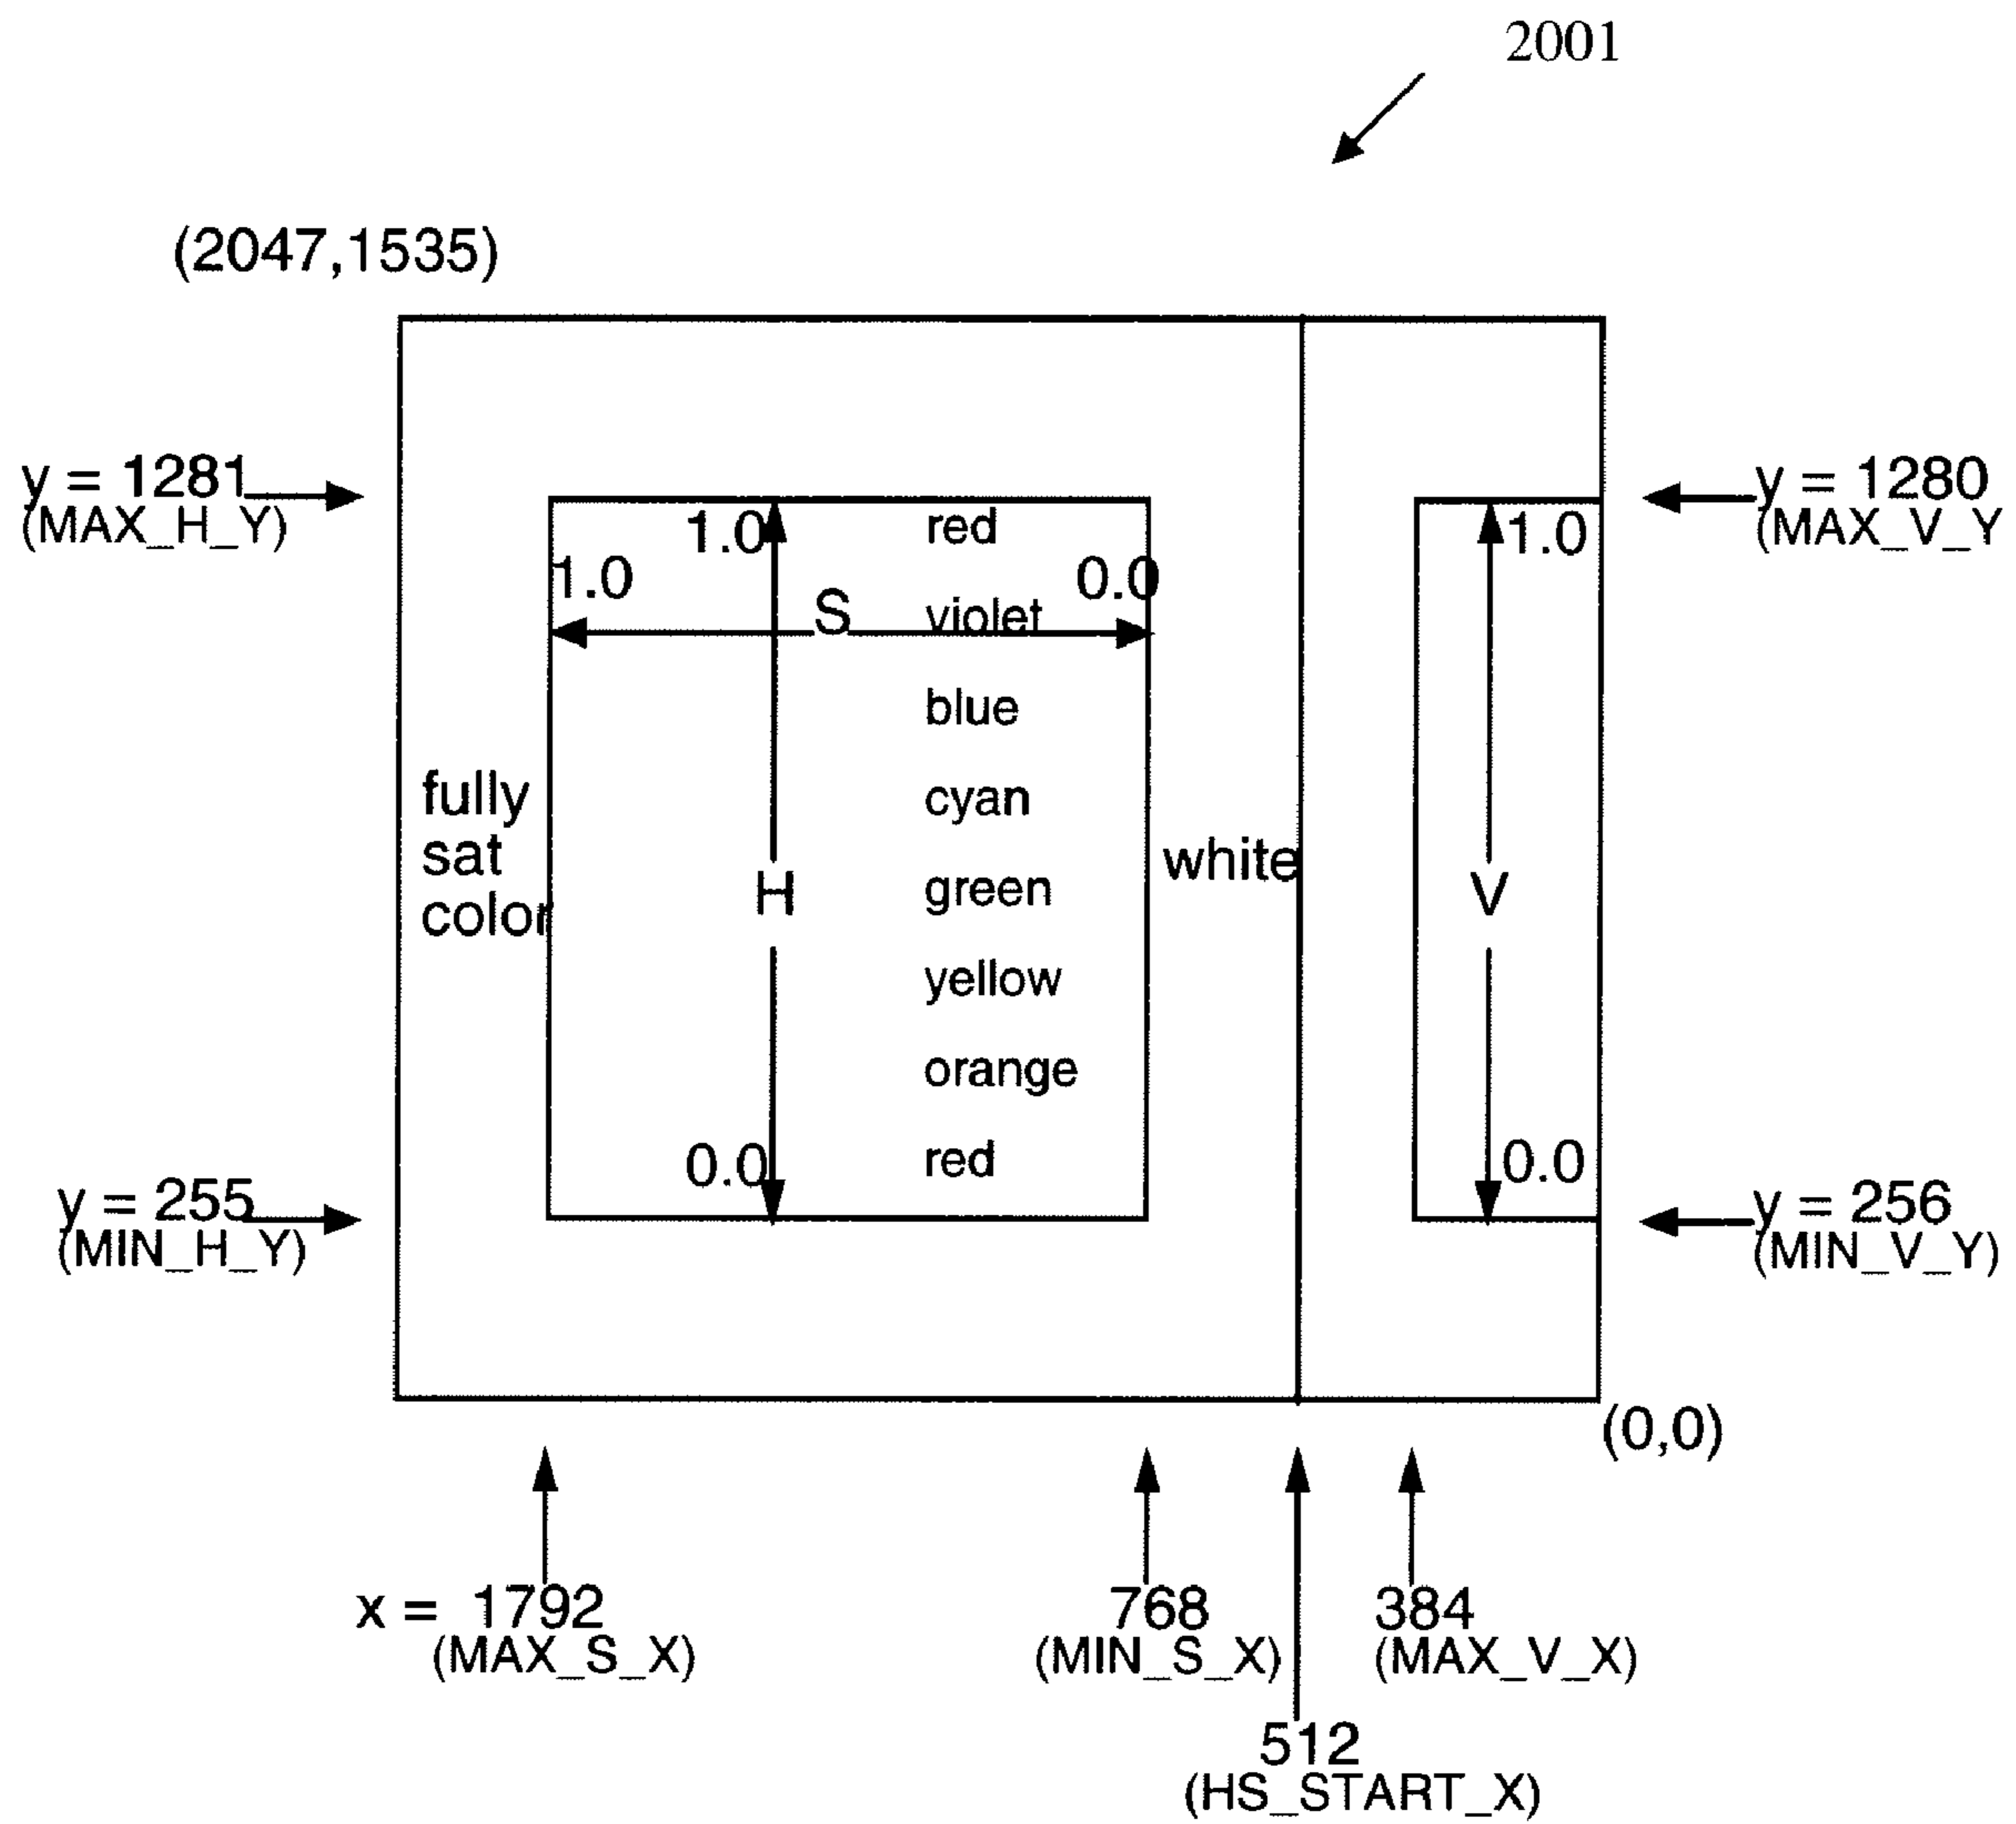 2001
(2047,1535)
y = 1281
(MAX_H_Y)
y = 1280
(MAX_V_Y
1.0
red
1.0
1.0
0.0
S
violet
blue
fully
sat
color
cyan
white
H
green
V
yellow
orange
0.0
red
0.0
y = 255
(MIN_H_Y)
y = 256
(MIN_V_Y)
(0,0)
x = 1792
(MAX_S_X)
768
(MIN_S_X)
384
(MAX_V_X)
512
(HS_START_X)